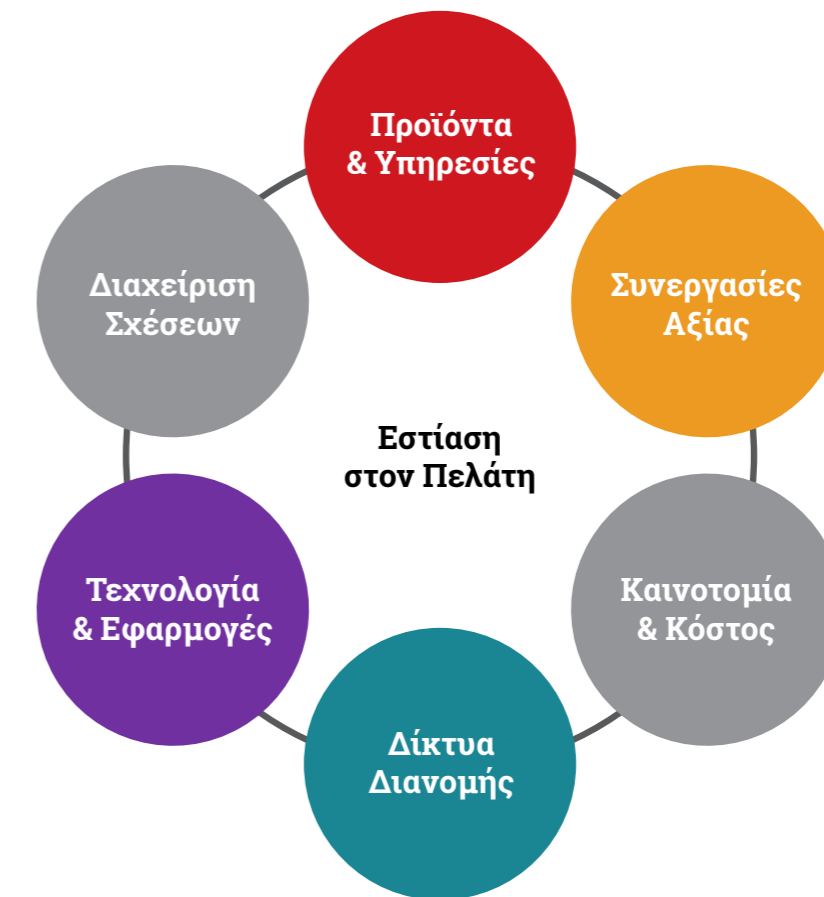 Προϊόντα
& Υπηρεσίες
Συνεργασίες
Αξίας
Καινοτομία
& Κόστος
Δίκτυα
Διανομής
Τεχνολογία
& Εφαρμογές
Διαχείριση
Σχέσεων
Εστίαση
στον Πελάτη